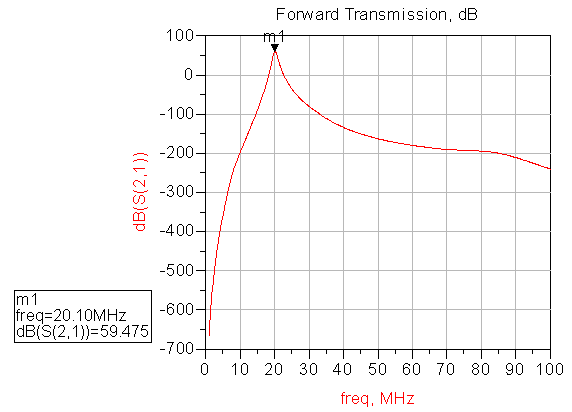 Forward Transmission, dB
m1
100
0
-100
-200
-300
-400
-500
-600
-700
dB(S(2,1))
0 10 20 30 40 50 60 70 80 90 100
freq, MHz
m1
freq=20.10MHz
dB(S(2,1))=59.475